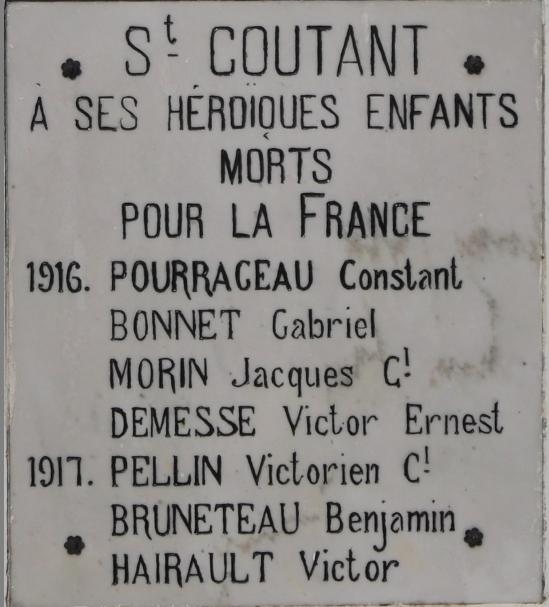 St. COUTANT
À SES HÉROÏQUES ENFANTS
MORTS
POUR LA FRANCE
1916. POURRAGEAU Constant
BONNET Gabriel
MORIN Jacques Cl.
DEMESSE Victor Ernest
1917. PELLIN Victorien Cl.
BRUNETEAU Benjamin
HAIRAULT Victor